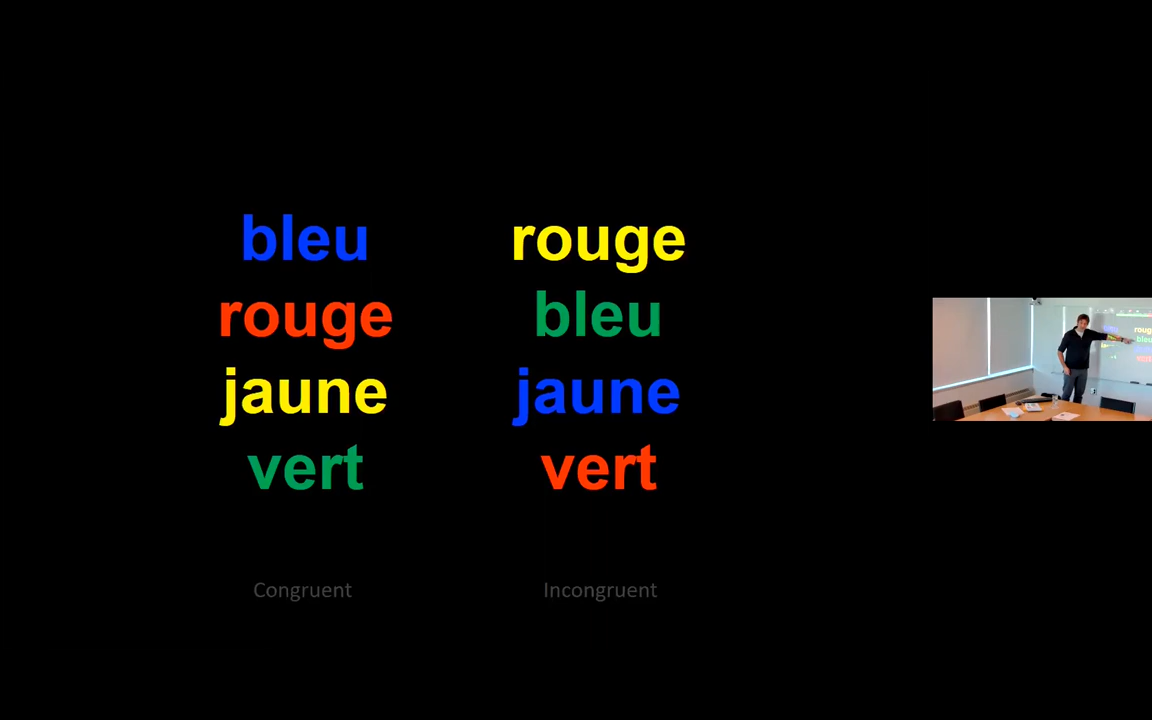 bleu
rouge
jaune
vert
Congruent
rouge
bleu
jaune
vert
Incongruent